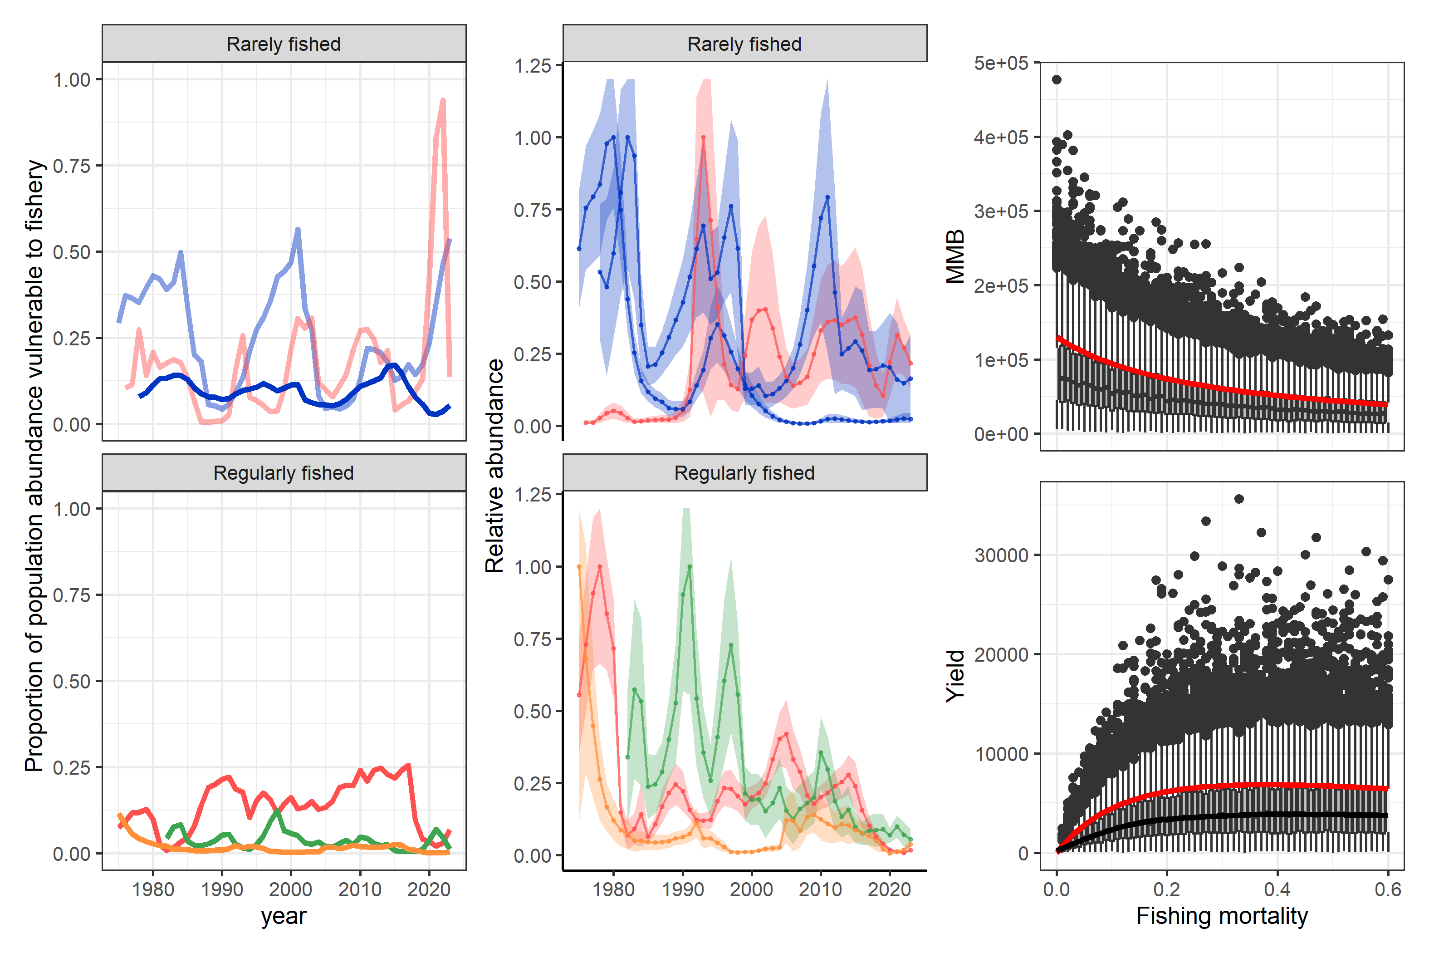 Proportion of population abundance vulnerable to fishery
Rarely fished
1.00
0.75
0.50
0.25
0.00
Regularly fished
1.00
0.75
0.50
0.25
0.00
1980 1990 2000 2010 2020
year
Relative abundance
Rarely fished
1.25
1.00
0.75
0.50
0.25
0.00
Regularly fished
1.25
1.00
0.75
0.50
0.25
0.00
1980 1990 2000 2010 2020
MMB
5e+05
4e+05
3e+05
2e+05
1e+05
0e+00
Yield
30000
20000
10000
0
0.0 0.2 0.4 0.6
Fishing mortality